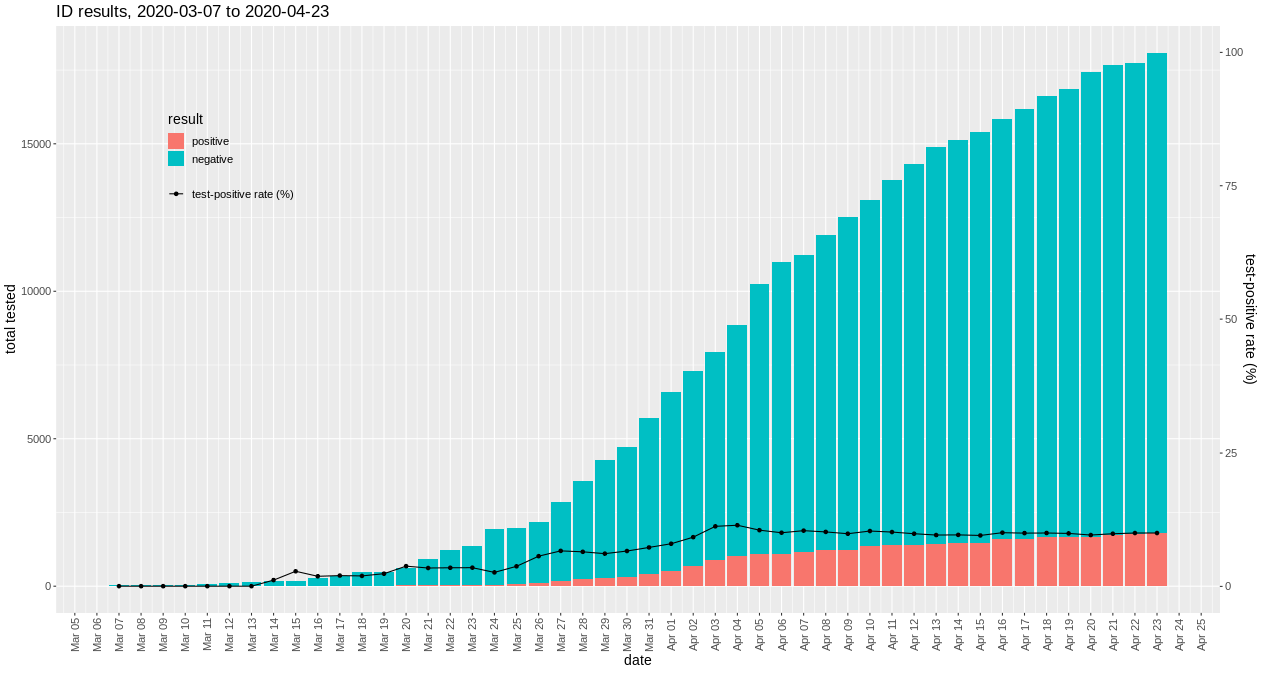 ID results, 2020-03-07 to 2020-04-23
result
positive
negative
test-positive rate (%)
total tested
15000
10000
5000
0
100
75
50
25
0
test-positive rate (%)
Mar 05
Mar 06
Mar 07
Mar 08
Mar 09
Mar 10
Mar 11
Mar 12
Mar 13
Mar 14
Mar 15
Mar 16
Mar 17
Mar 18
Mar 19
Mar 20
Mar 21
Mar 22
Mar 23
Mar 24
Mar 25
Mar 26
Mar 27
Mar 28
Mar 29
Mar 30
Mar 31
Apr 01
Apr 02
Apr 03
Apr 04
Apr 05
Apr 06
Apr 07
Apr 08
Apr 09
Apr 10
Apr 11
Apr 12
Apr 13
Apr 14
Apr 15
Apr 16
Apr 17
Apr 18
Apr 19
Apr 20
Apr 21
Apr 22
Apr 23
Apr 24
Apr 25
date